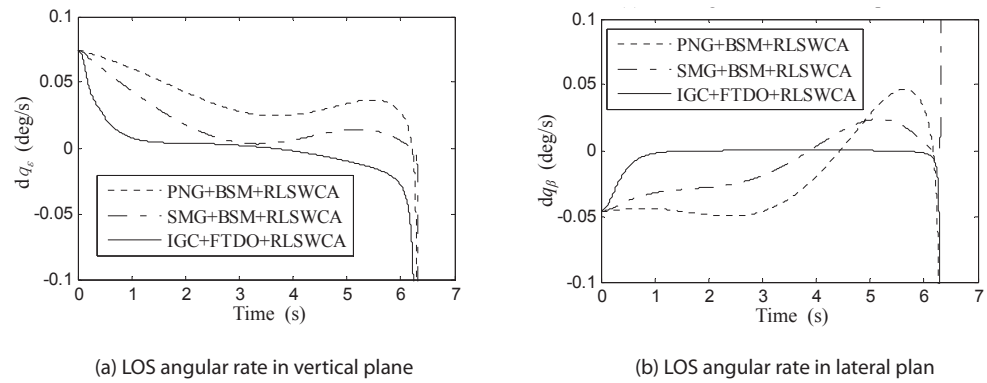 0.1
0.05
0
-0.05
-0.1
dqε (deg/s)
PNG+BSM+RLSWCA
SMG+BSM+RLSWCA
IGC+FTDO+RLSWCA
0 1 2 3 4 5 6 7
Time (s)
(a) LOS angular rate in vertical plane
0.1
0.05
0
-0.05
-0.1
dqβ (deg/s)
PNG+BSM+RLSWCA
SMG+BSM+RLSWCA
IGC+FTDO+RLSWCA
0 1 2 3 4 5 6 7
Time (s)
(b) LOS angular rate in lateral plan